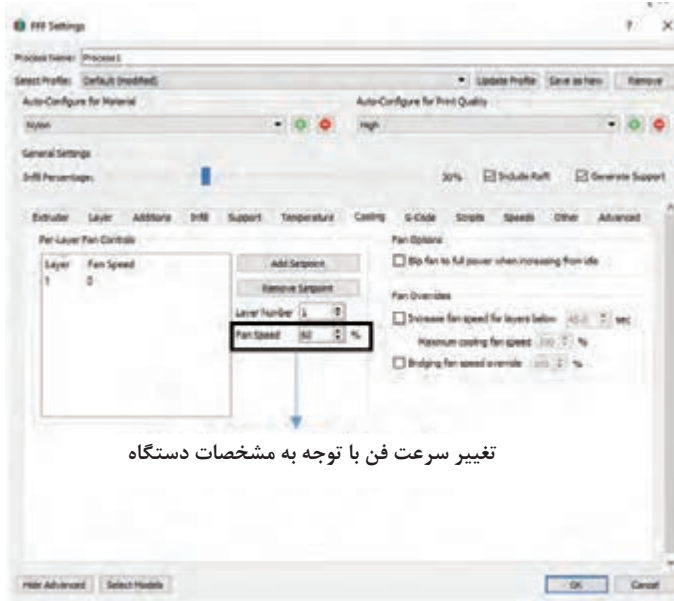 FFF Settings
? ×
Process Name: Process1
Select Profile: Default (modified) Update Profile Save as New Remove
Auto-Configure for Material Auto-Configure for Print Quality
Nylon High
General Settings
Infill Percentage: 30% Include Raft Generate Support
Extruder Layer Additions Infill Support Temperature Cooling G-Code Scripts Speeds Other Advanced
Per-Layer Fan Controls Fan Options
Layer Fan Speed Add Setpoint Blip fan to full power when increasing from idle
1 0 Remove Setpoint Fan Overrides
Layer Number 1 Increase fan speed for layers below 45.0 sec
Fan Speed 60 % Maximum cooling fan speed %
Bridging fan speed override %
تغییر سرعت فن با توجه به مشخصات دستگاه
Hide Advanced Select Models OK Cancel